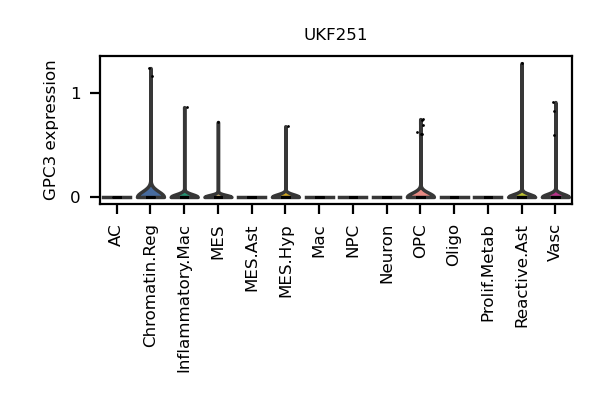 UKF251
GPC3 expression
1
0
AC
Chromatin.Reg
Inflammatory.Mac
MES
MES.Ast
MES.Hyp
Mac
NPC
Neuron
OPC
Oligo
Prolif.Metab
Reactive.Ast
Vasc